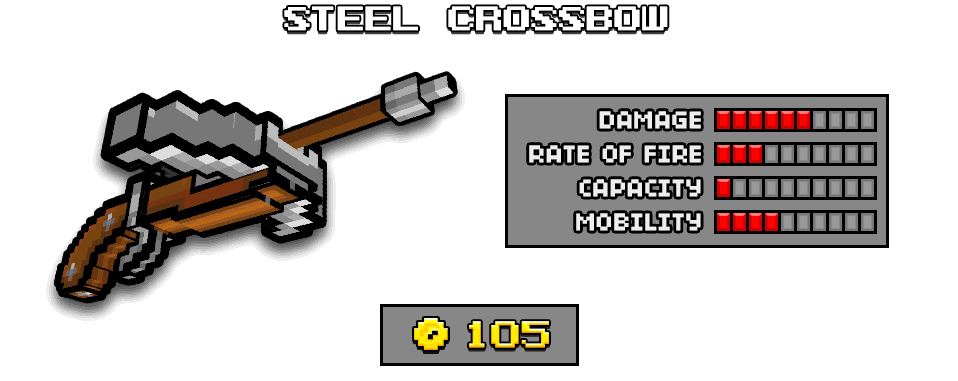 STEEL CROSSBOW
DAMAGE
RATE OF FIRE
CAPACITY
MOBILITY
105